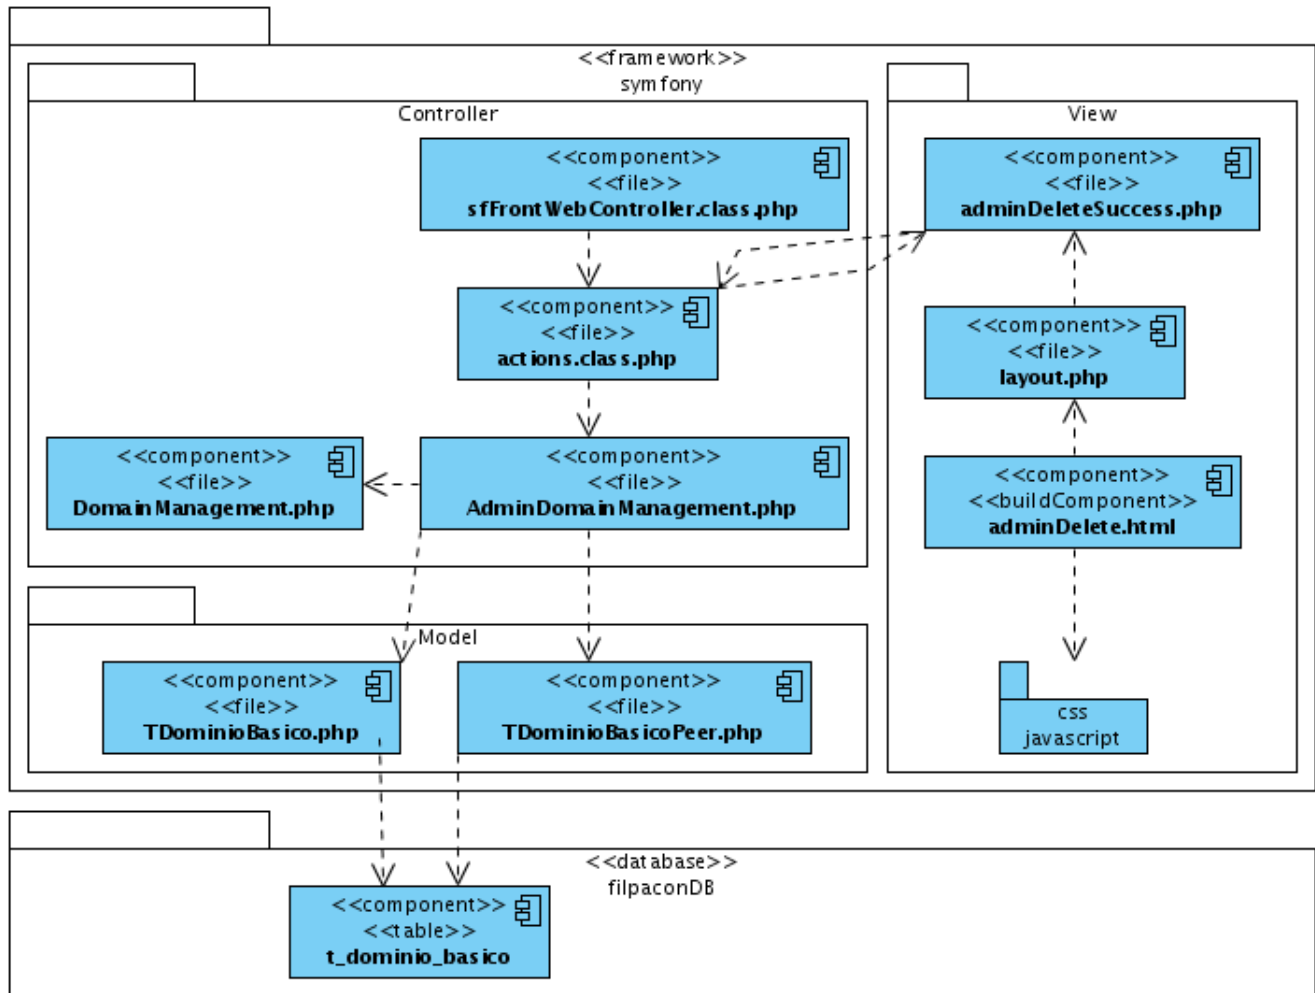 <<framework>>
symfony
Controller
<<component>>
<<file>>
sfFrontWebController.class.php
<<component>>
<<file>>
actions.class.php
<<component>>
<<file>>
DomainManagement.php
<<component>>
<<file>>
AdminDomainManagement.php
View
<<component>>
<<file>>
adminDeleteSuccess.php
<<component>>
<<file>>
layout.php
<<component>>
<<buildComponent>>
adminDelete.html
css
javascript
Model
<<component>>
<<file>>
TDominioBasico.php
<<component>>
<<file>>
TDominioBasicoPeer.php
<<database>>
filpaconDB
<<component>>
<<table>>
t_dominio_basico